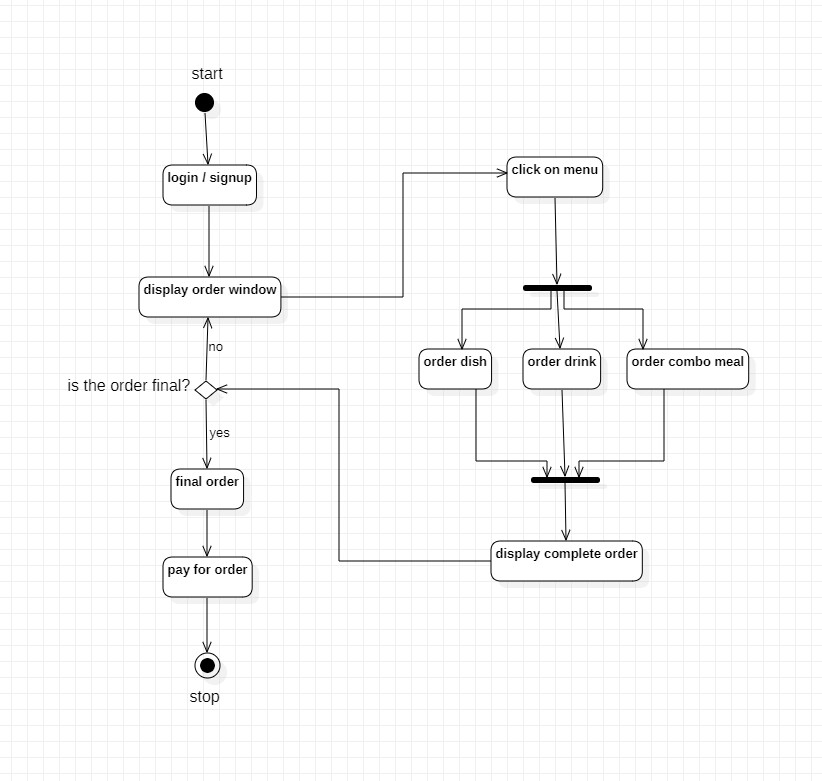 start
login / signup
click on menu
display order window
no
order dish
order drink
order combo meal
is the order final?
yes
final order
display complete order
pay for order
stop